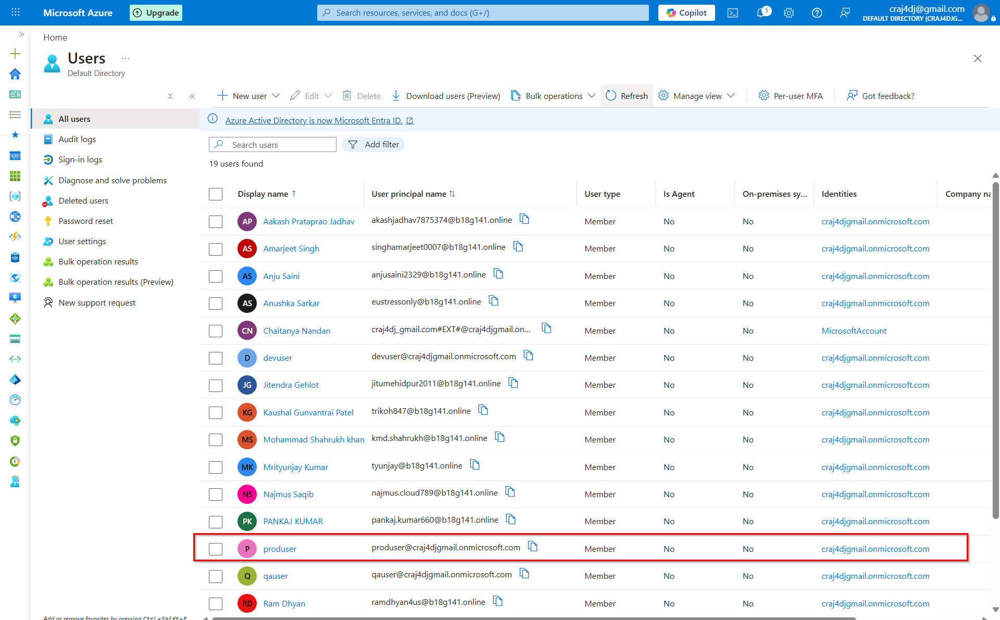 Microsoft Azure
Upgrade
Search resources, services, and docs (G+/)
Copilot
5
craj4dj@gmail.com
DEFAULT DIRECTORY (CRAJ4DJG...
Home
Users ...
Default Directory
New user
Edit
Delete
Download users (Preview)
Bulk operations
Refresh
Manage view
Per-user MFA
Got feedback?
All users
Audit logs
Sign-in logs
Diagnose and solve problems
Deleted users
Password reset
User settings
Bulk operation results
Bulk operation results (Preview)
New support request
Azure Active Directory is now Microsoft Entra ID.
Search users
Add filter
19 users found
Display name ↑ User principal name ↑↓ User type Is Agent On-premises sy... Identities Company na
AP Aakash Prataprao Jadhav akashjadhav7875374@b18g141.online Member No No craj4djgmail.onmicrosoft.com
AS Amarjeet Singh singhamarjeet0007@b18g141.online Member No No craj4djgmail.onmicrosoft.com
AS Anju Saini anjusaini2329@b18g141.online Member No No craj4djgmail.onmicrosoft.com
AS Anushka Sarkar eustressonly@b18g141.online Member No No craj4djgmail.onmicrosoft.com
CN Chaitanya Nandan craj4dj_gmail.com#EXT#@craj4djgmail.on... Member No No MicrosoftAccount
D devuser devuser@craj4djgmail.onmicrosoft.com Member No No craj4djgmail.onmicrosoft.com
JG Jitendra Gehlot jitumehidpur2011@b18g141.online Member No No craj4djgmail.onmicrosoft.com
KG Kaushal Gunvantrai Patel trikoh847@b18g141.online Member No No craj4djgmail.onmicrosoft.com
MS Mohammad Shahrukh khan kmd.shahrukh@b18g141.online Member No No craj4djgmail.onmicrosoft.com
MK Mrityunjay Kumar tyunjay@b18g141.online Member No No craj4djgmail.onmicrosoft.com
NS Najmus Saqib najmus.cloud789@b18g141.online Member No No craj4djgmail.onmicrosoft.com
PK PANKAJ KUMAR pankaj.kumar660@b18g141.online Member No No craj4djgmail.onmicrosoft.com
P produser produser@craj4djgmail.onmicrosoft.com Member No No craj4djgmail.onmicrosoft.com
Q qauser qauser@craj4djgmail.onmicrosoft.com Member No No craj4djgmail.onmicrosoft.com
RD Ram Dhyan ramdhyan4us@b18g141.online Member No No craj4djgmail.onmicrosoft.com
Add or remove favorites by pressing Ctrl+Shift+F